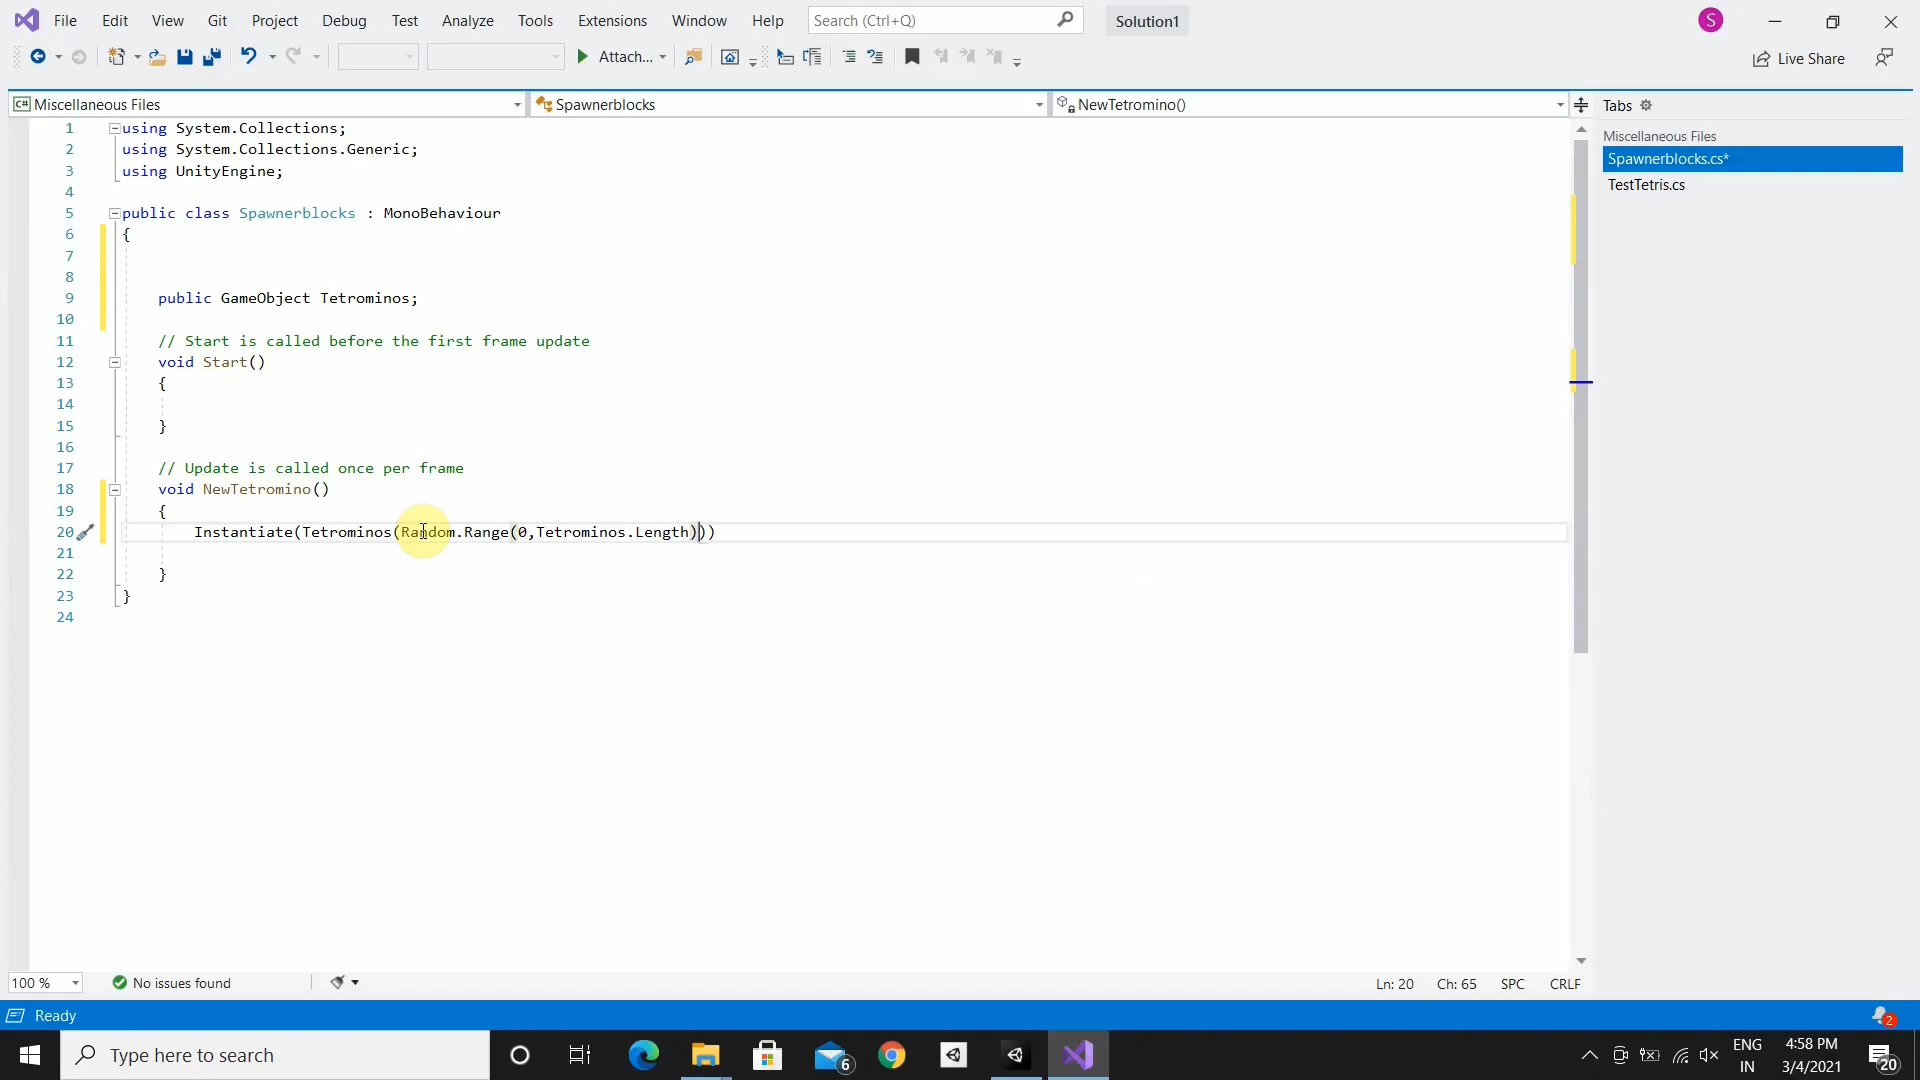 File Edit View Git Project Debug Test Analyze Tools Extensions Window Help Search (Ctrl+Q) Solution1 S
Attach... Live Share
C# Miscellaneous Files Spawnerblocks NewTetromino() Tabs
Miscellaneous Files
Spawnerblocks.cs*
TestTetris.cs
1 using System.Collections;
2 using System.Collections.Generic;
3 using UnityEngine;
4
5 public class Spawnerblocks : MonoBehaviour
6 {
7
8
9 public GameObject Tetrominos;
10
11 // Start is called before the first frame update
12 void Start()
13 {
14
15 }
16
17 // Update is called once per frame
18 void NewTetromino()
19 {
20 Instantiate(Tetrominos(Random.Range(0,Tetrominos.Length)))
21
22 }
23 }
24
100 % No issues found Ln: 20 Ch: 65 SPC CRLF
Ready 2
Type here to search 6 ENG IN 4:58 PM 3/4/2021 20